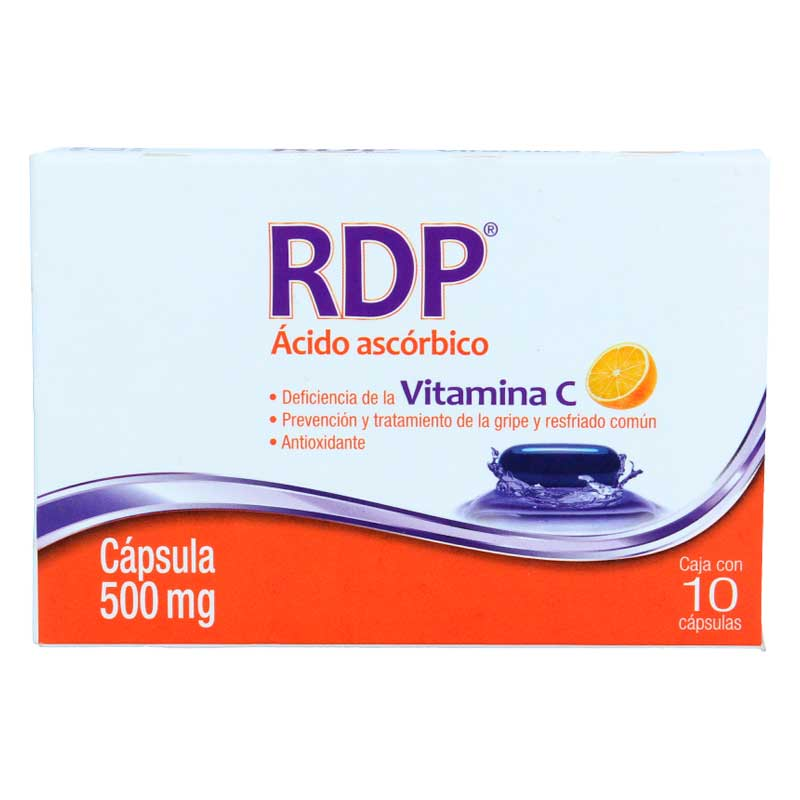 RDP®
Ácido ascórbico
• Deficiencia de la Vitamina C
• Prevención y tratamiento de la gripe y resfriado común
• Antioxidante
Cápsula
500 mg
Caja con
10
cápsulas